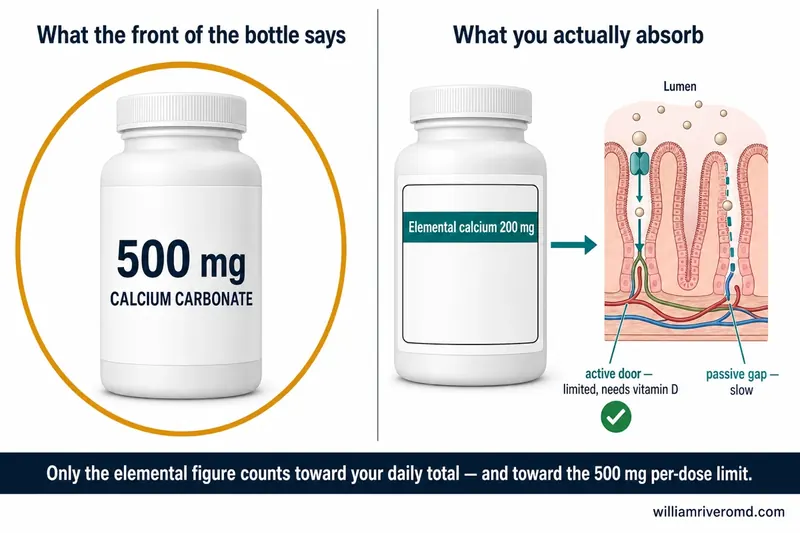 What the front of the bottle says
500 mg
CALCIUM CARBONATE
What you actually absorb
Elemental calcium 200 mg
Lumen
active door —
limited, needs vitamin D
passive gap —
slow
Only the elemental figure counts toward your daily total — and toward the 500 mg per-dose limit.
williamriveromd.com